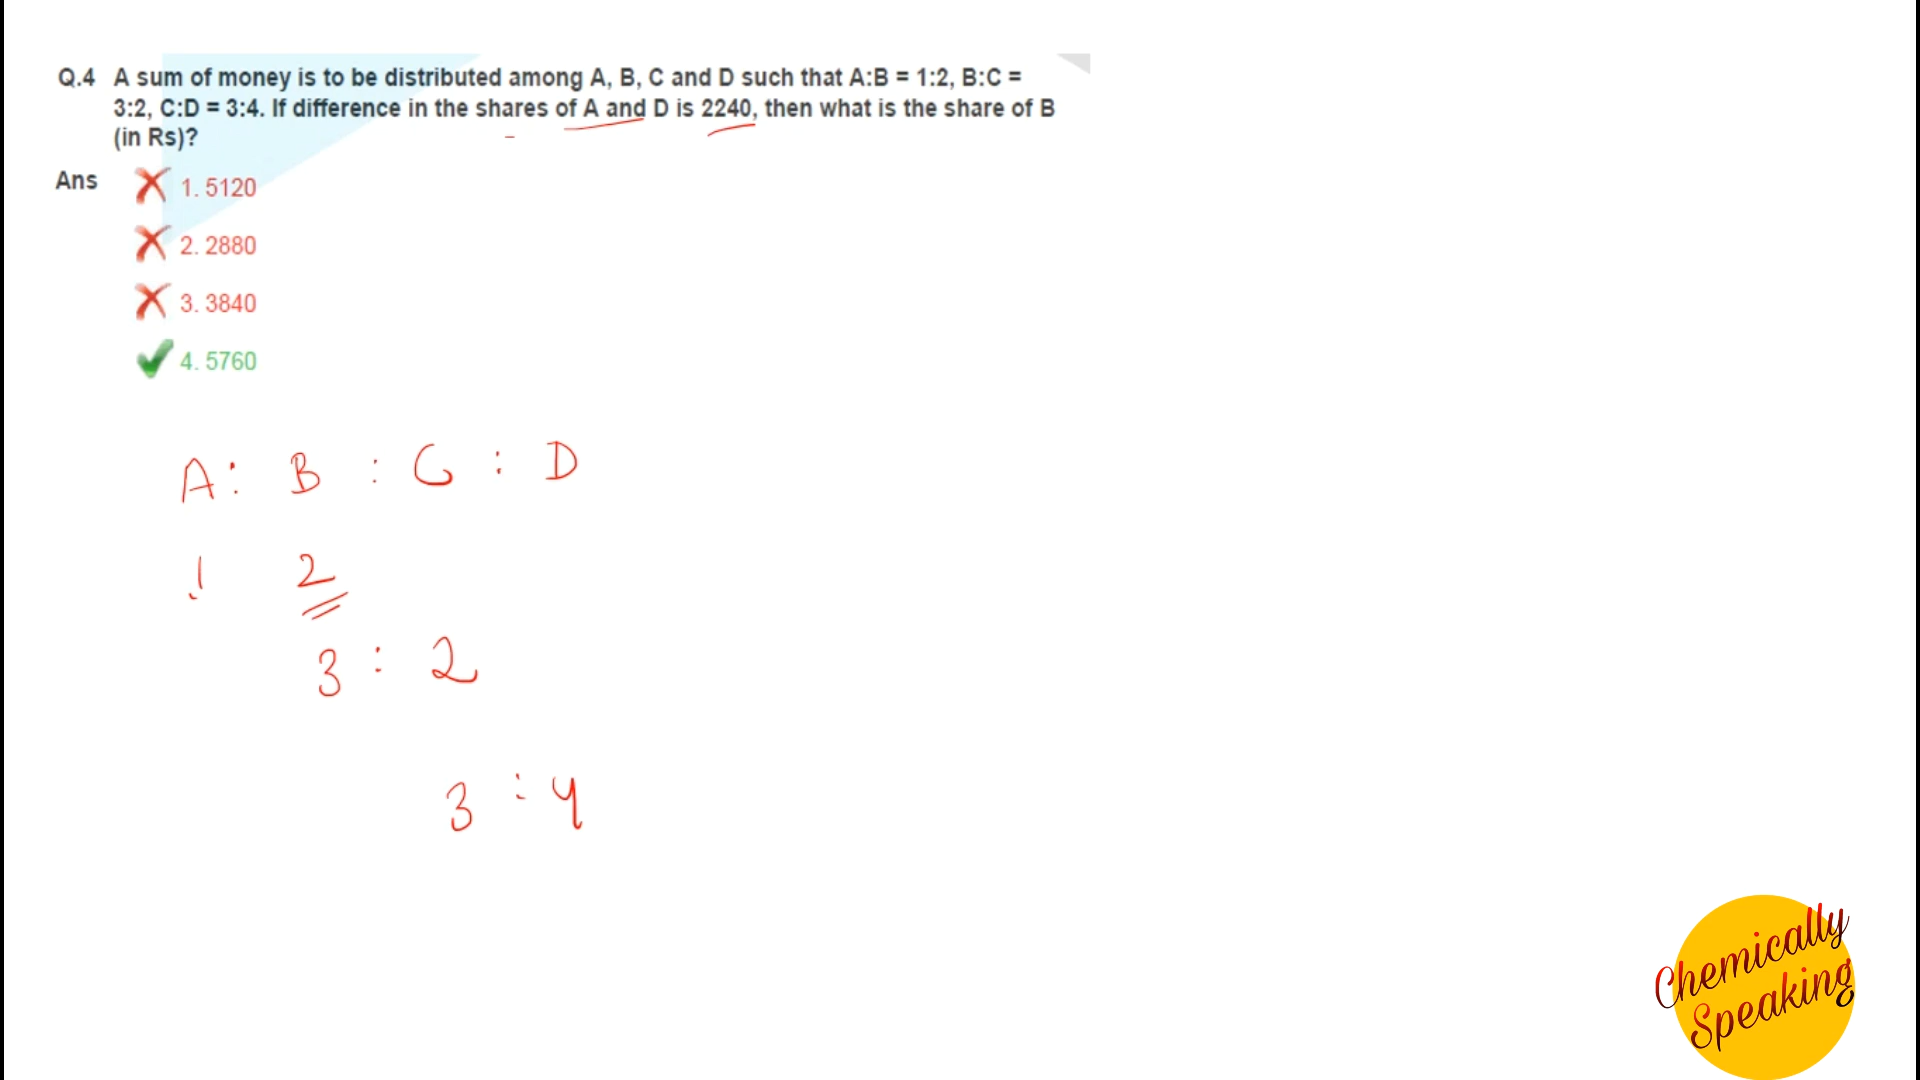 Q.4 A sum of money is to be distributed among A, B, C and D such that A:B = 1:2, B:C =
3:2, C:D = 3:4. If difference in the shares of A and D is 2240, then what is the share of B
(in Rs)?
Ans 1. 5120
2. 2880
3. 3840
4. 5760
A : B : C : D
1 2
3 : 2
3 : 4
Chemically
Speaking